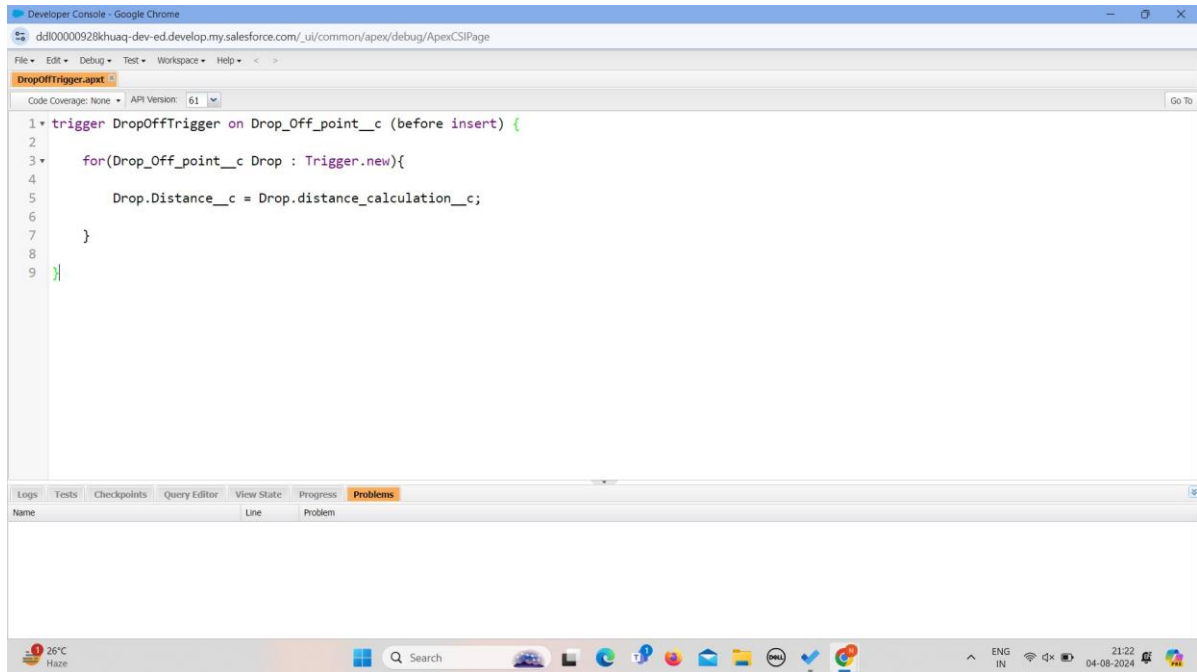 Developer Console - Google Chrome
ddl00000928khuaq-dev-ed.develop.my.salesforce.com/_ui/common/apex/debug/ApexCSIPage
File Edit Debug Test Workspace Help < >
DropOffTrigger.apxt
Code Coverage: None API Version: 61 Go To
1 trigger DropOffTrigger on Drop_Off_point__c (before insert) {
2
3 for(Drop_Off_point__c Drop : Trigger.new){
4
5 Drop.Distance__c = Drop.distance_calculation__c;
6
7 }
8
9 }
Logs Tests Checkpoints Query Editor View State Progress Problems
Name Line Problem
1 26°C Search DELL ENG 21:22
Haze IN 04-08-2024